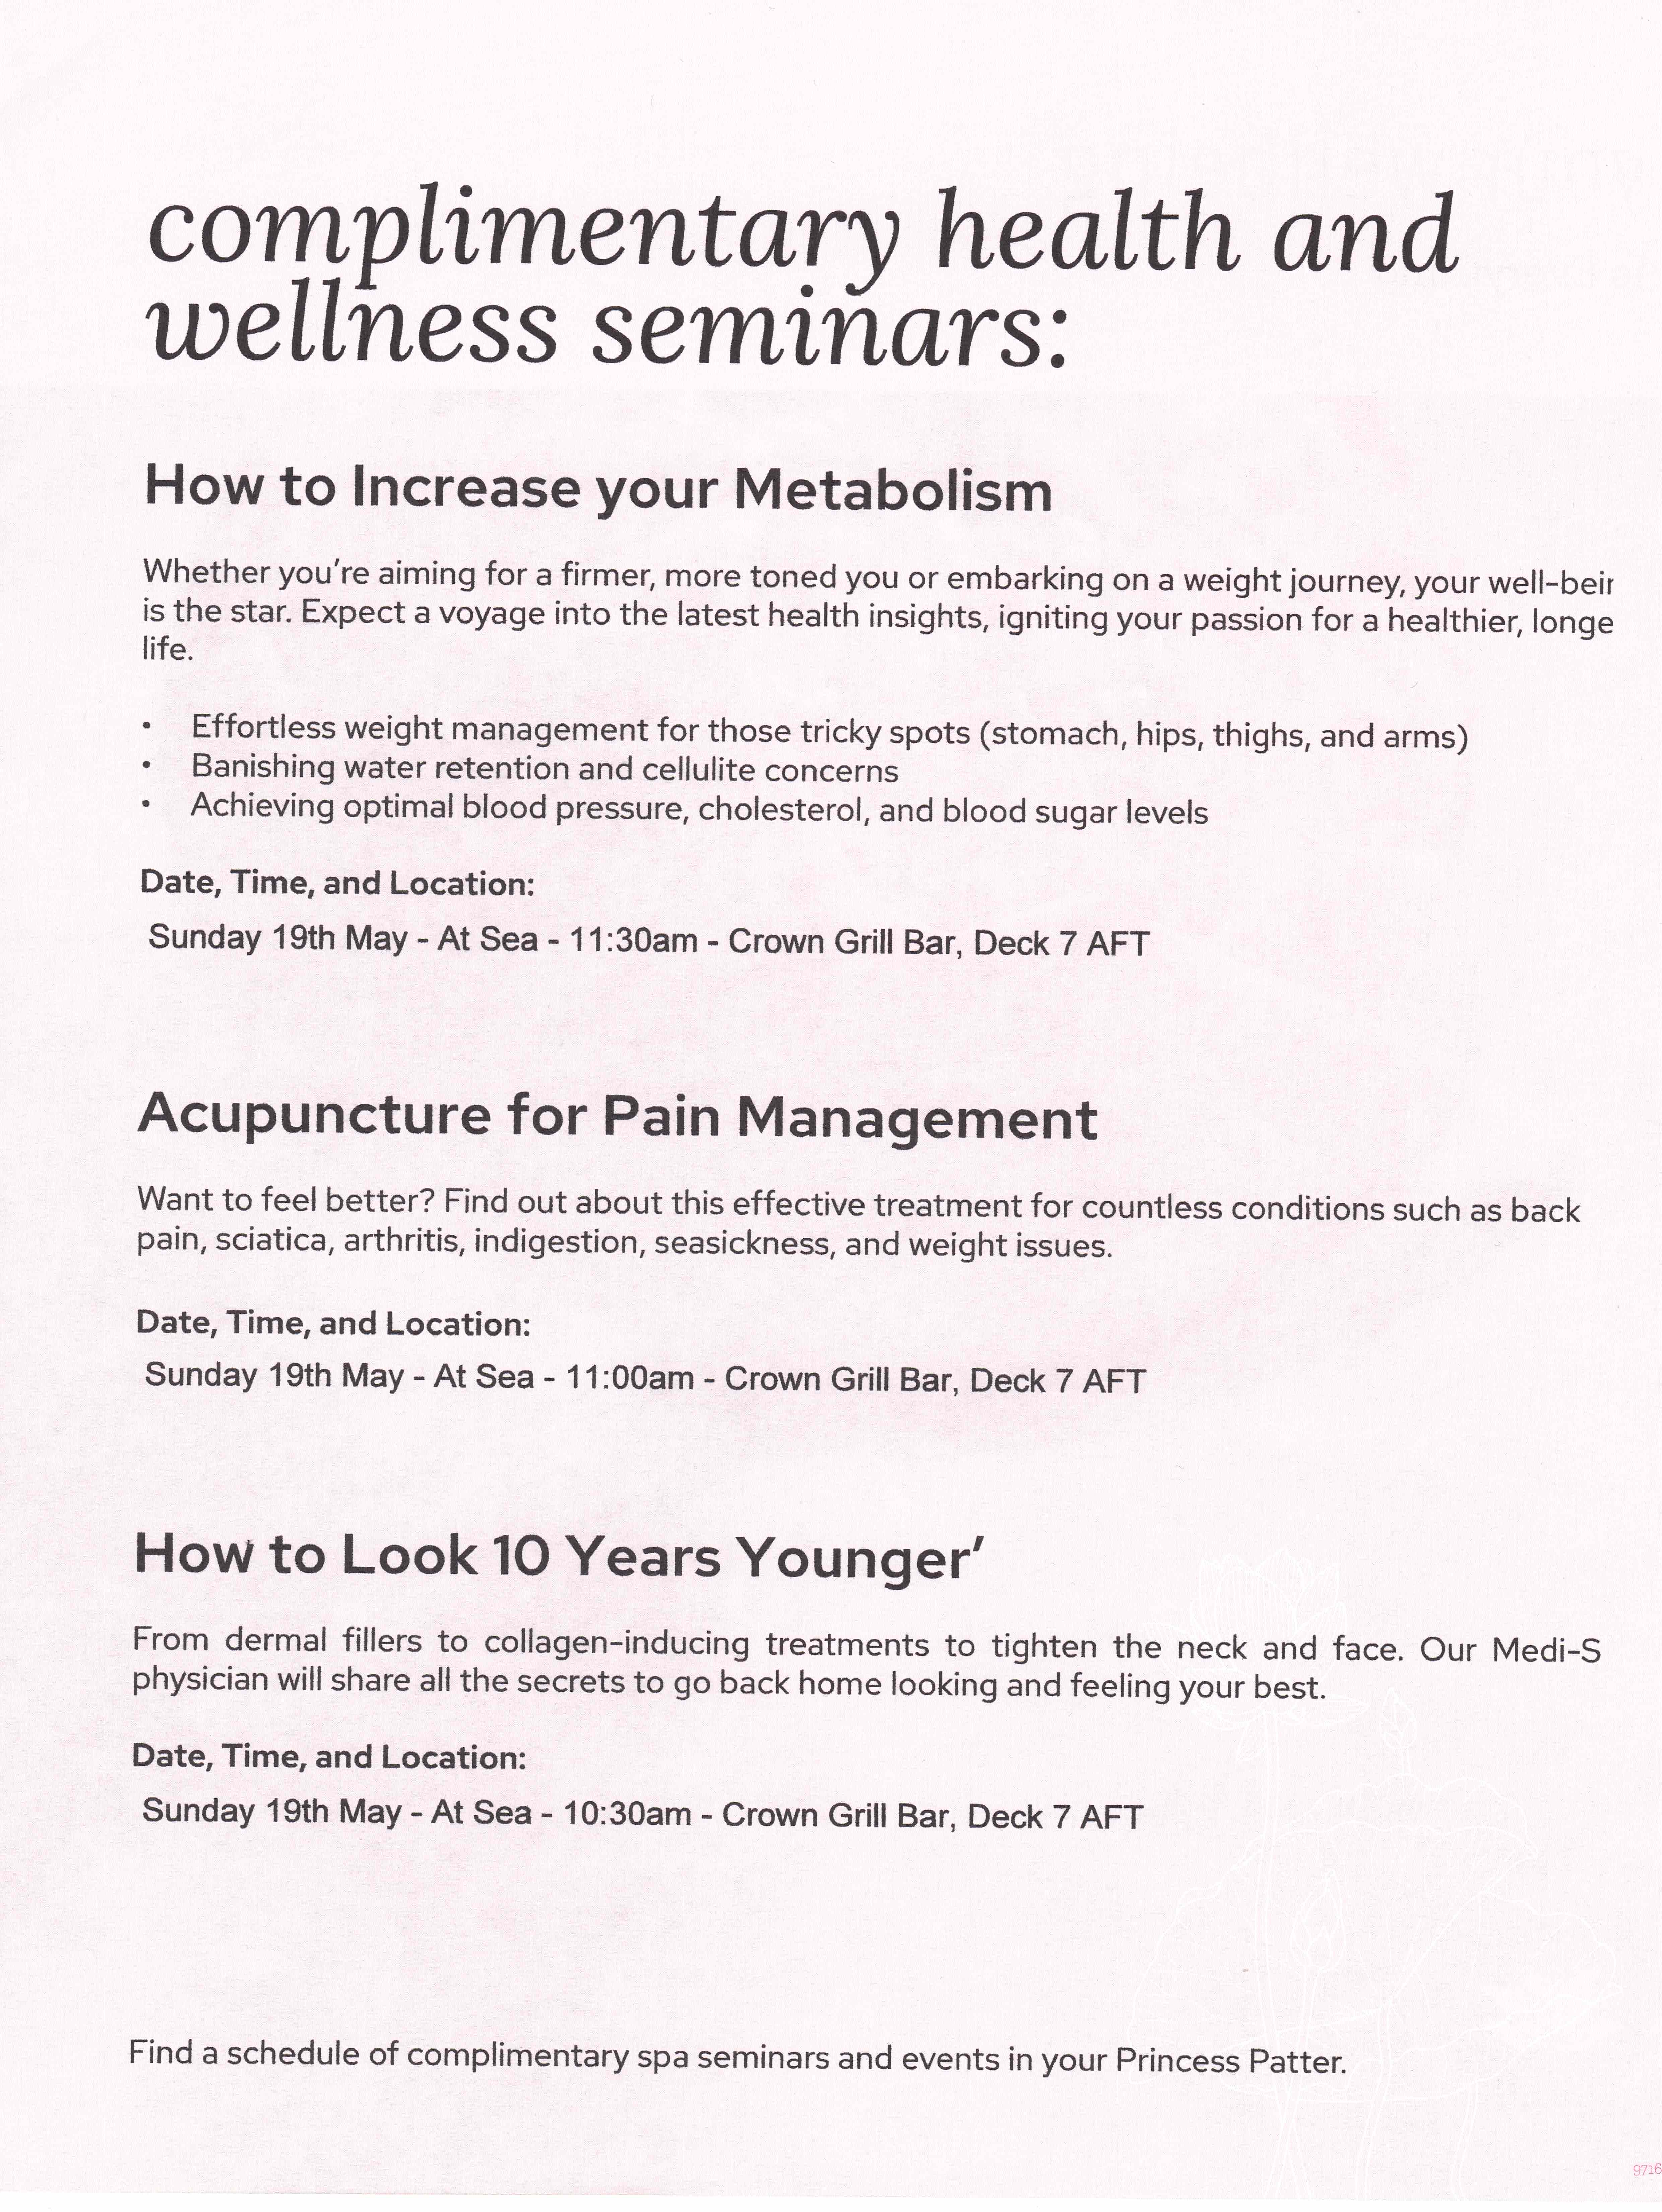 complimentary health and
wellness seminars:
How to Increase your Metabolism
Whether you're aiming for a firmer, more toned you or embarking on a weight journey, your well-beir
is the star. Expect a voyage into the latest health insights, igniting your passion for a healthier, longe
life.
• Effortless weight management for those tricky spots (stomach, hips, thighs, and arms)
• Banishing water retention and cellulite concerns
• Achieving optimal blood pressure, cholesterol, and blood sugar levels
Date, Time, and Location:
Sunday 19th May - At Sea - 11:30am - Crown Grill Bar, Deck 7 AFT
Acupuncture for Pain Management
Want to feel better? Find out about this effective treatment for countless conditions such as back
pain, sciatica, arthritis, indigestion, seasickness, and weight issues.
Date, Time, and Location:
Sunday 19th May - At Sea - 11:00am - Crown Grill Bar, Deck 7 AFT
How to Look 10 Years Younger’
From dermal fillers to collagen-inducing treatments to tighten the neck and face. Our Medi-S
physician will share all the secrets to go back home looking and feeling your best.
Date, Time, and Location:
Sunday 19th May - At Sea - 10:30am - Crown Grill Bar, Deck 7 AFT
Find a schedule of complimentary spa seminars and events in your Princess Patter.
9716